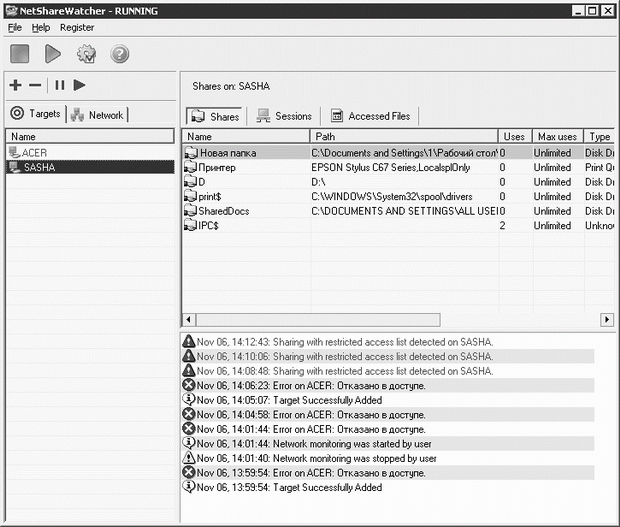 NetShareWatcher - RUNNING
File Help Register
Shares on: SASHA
Targets Network
Shares Sessions Accessed Files
Name
ACER
SASHA
Name Path Uses Max uses Type
Новая папка C:\Documents and Settings\1\Рабочий стол\ 0 Unlimited Disk Dr
Принтер EPSON Stylus C67 Series,LocalsplOnly 0 Unlimited Print Qu
D D:\ 0 Unlimited Disk Dr
print$ C:\WINDOWS\System32\spool\drivers 0 Unlimited Disk Dr
SharedDocs C:\DOCUMENTS AND SETTINGS\ALL USE 0 Unlimited Disk Dr
IPC$ 2 Unlimited Unkno
Nov 06, 14:12:43: Sharing with restricted access list detected on SASHA.
Nov 06, 14:10:06: Sharing with restricted access list detected on SASHA.
Nov 06, 14:08:48: Sharing with restricted access list detected on SASHA.
Nov 06, 14:06:23: Error on ACER: Отказано в доступе.
Nov 06, 14:05:07: Target Successfully Added
Nov 06, 14:04:58: Error on ACER: Отказано в доступе.
Nov 06, 14:01:44: Error on ACER: Отказано в доступе.
Nov 06, 14:01:44: Network monitoring was started by user
Nov 06, 14:01:40: Network monitoring was stopped by user
Nov 06, 13:59:54: Error on ACER: Отказано в доступе.
Nov 06, 13:59:54: Target Successfully Added